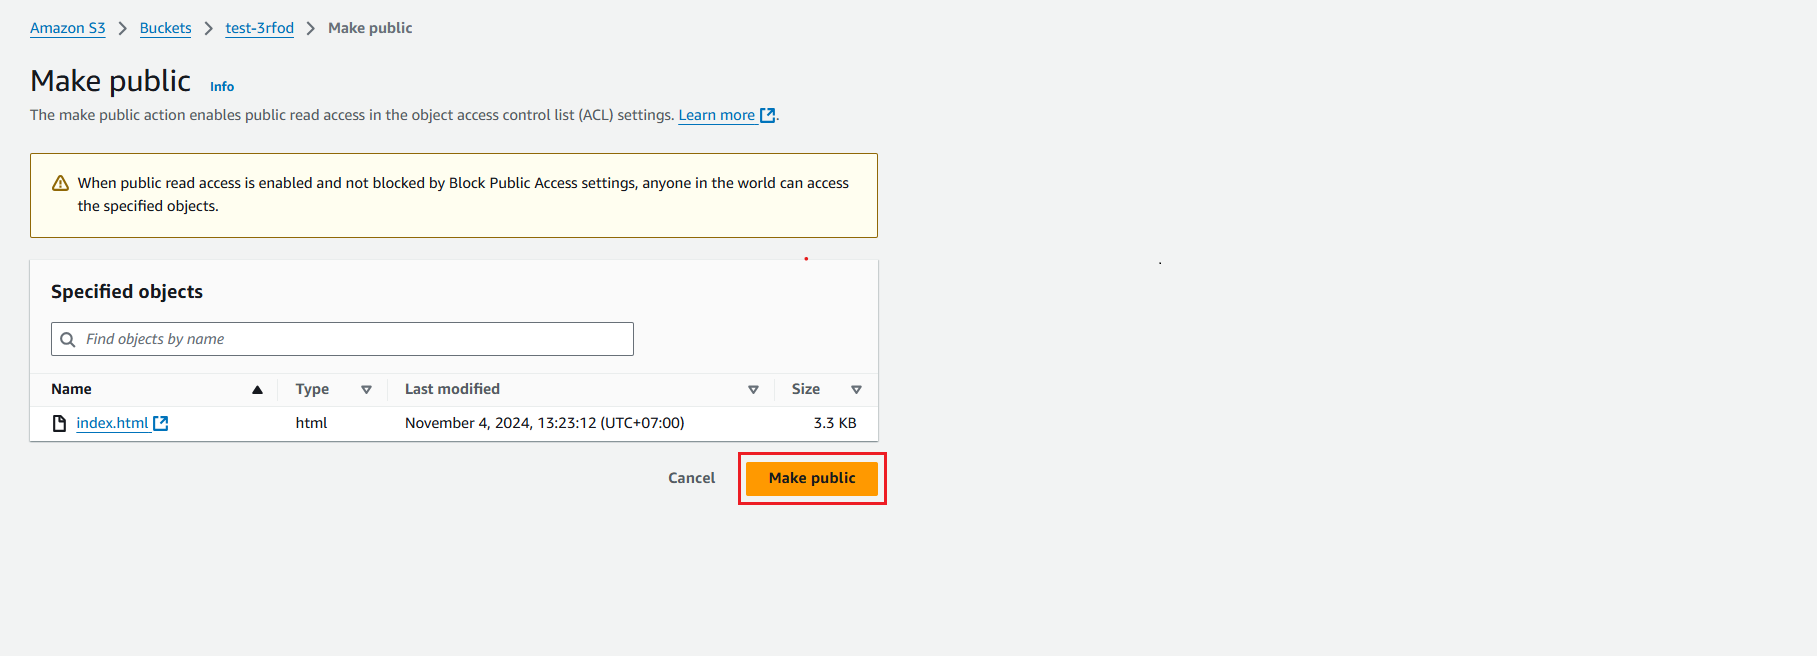 Amazon S3 > Buckets > test-3rfod > Make public
Make public Info
The make public action enables public read access in the object access control list (ACL) settings. Learn more.
When public read access is enabled and not blocked by Block Public Access settings, anyone in the world can access
the specified objects.
Specified objects
Find objects by name
Name Type Last modified Size
index.html html November 4, 2024, 13:23:12 (UTC+07:00) 3.3 KB
Cancel Make public